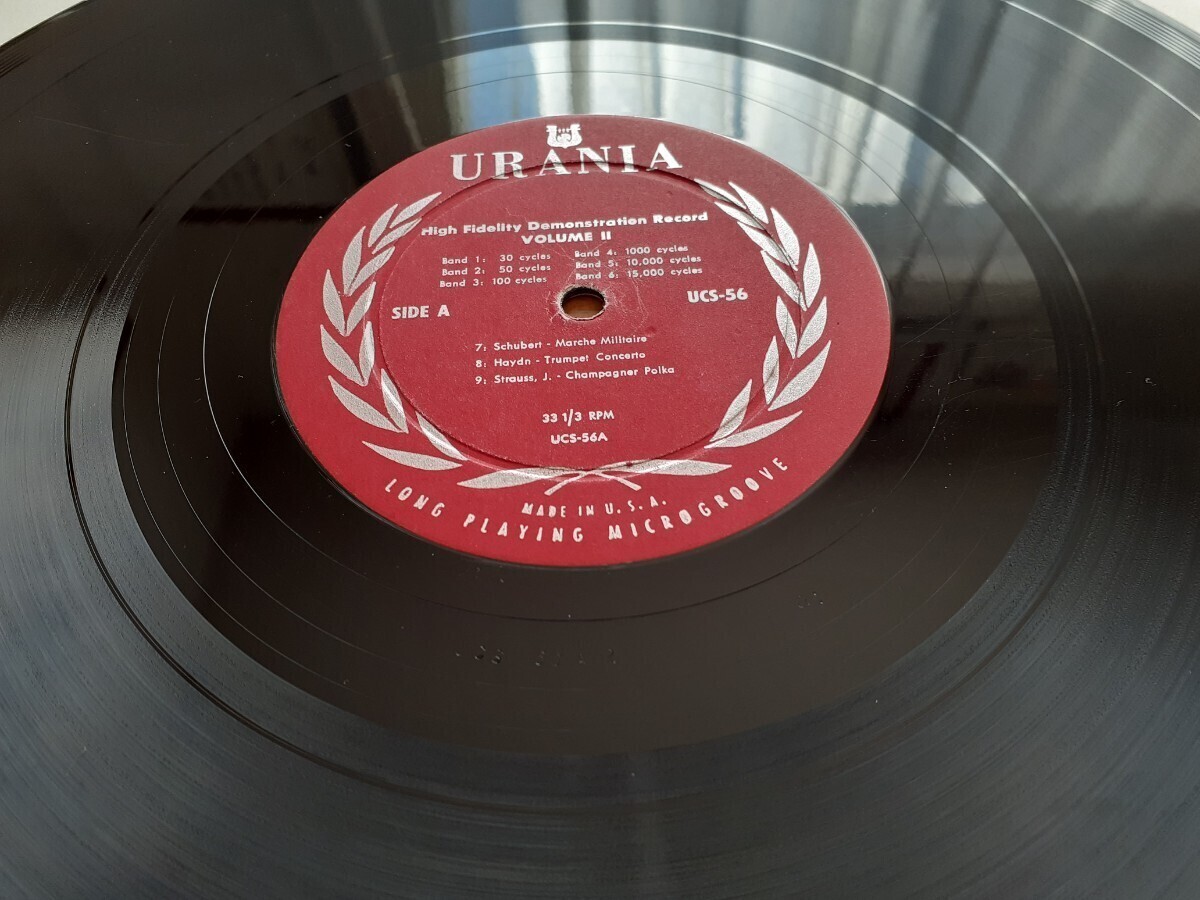 URANIA
High Fidelity Demonstration Record
VOLUME II
Band 1: 30 cycles
Band 2: 50 cycles
Band 3: 100 cycles
Band 4: 1000 cycles
Band 5: 10,000 cycles
Band 6: 15,000 cycles
SIDE A
UCS-56
7: Schubert - Marche Militaire
8: Haydn - Trumpet Concerto
9: Strauss, J. - Champagner Polka
33 1/3 RPM
UCS-56A
MADE IN U. S. A.
LONG PLAYING MICROGROOVE